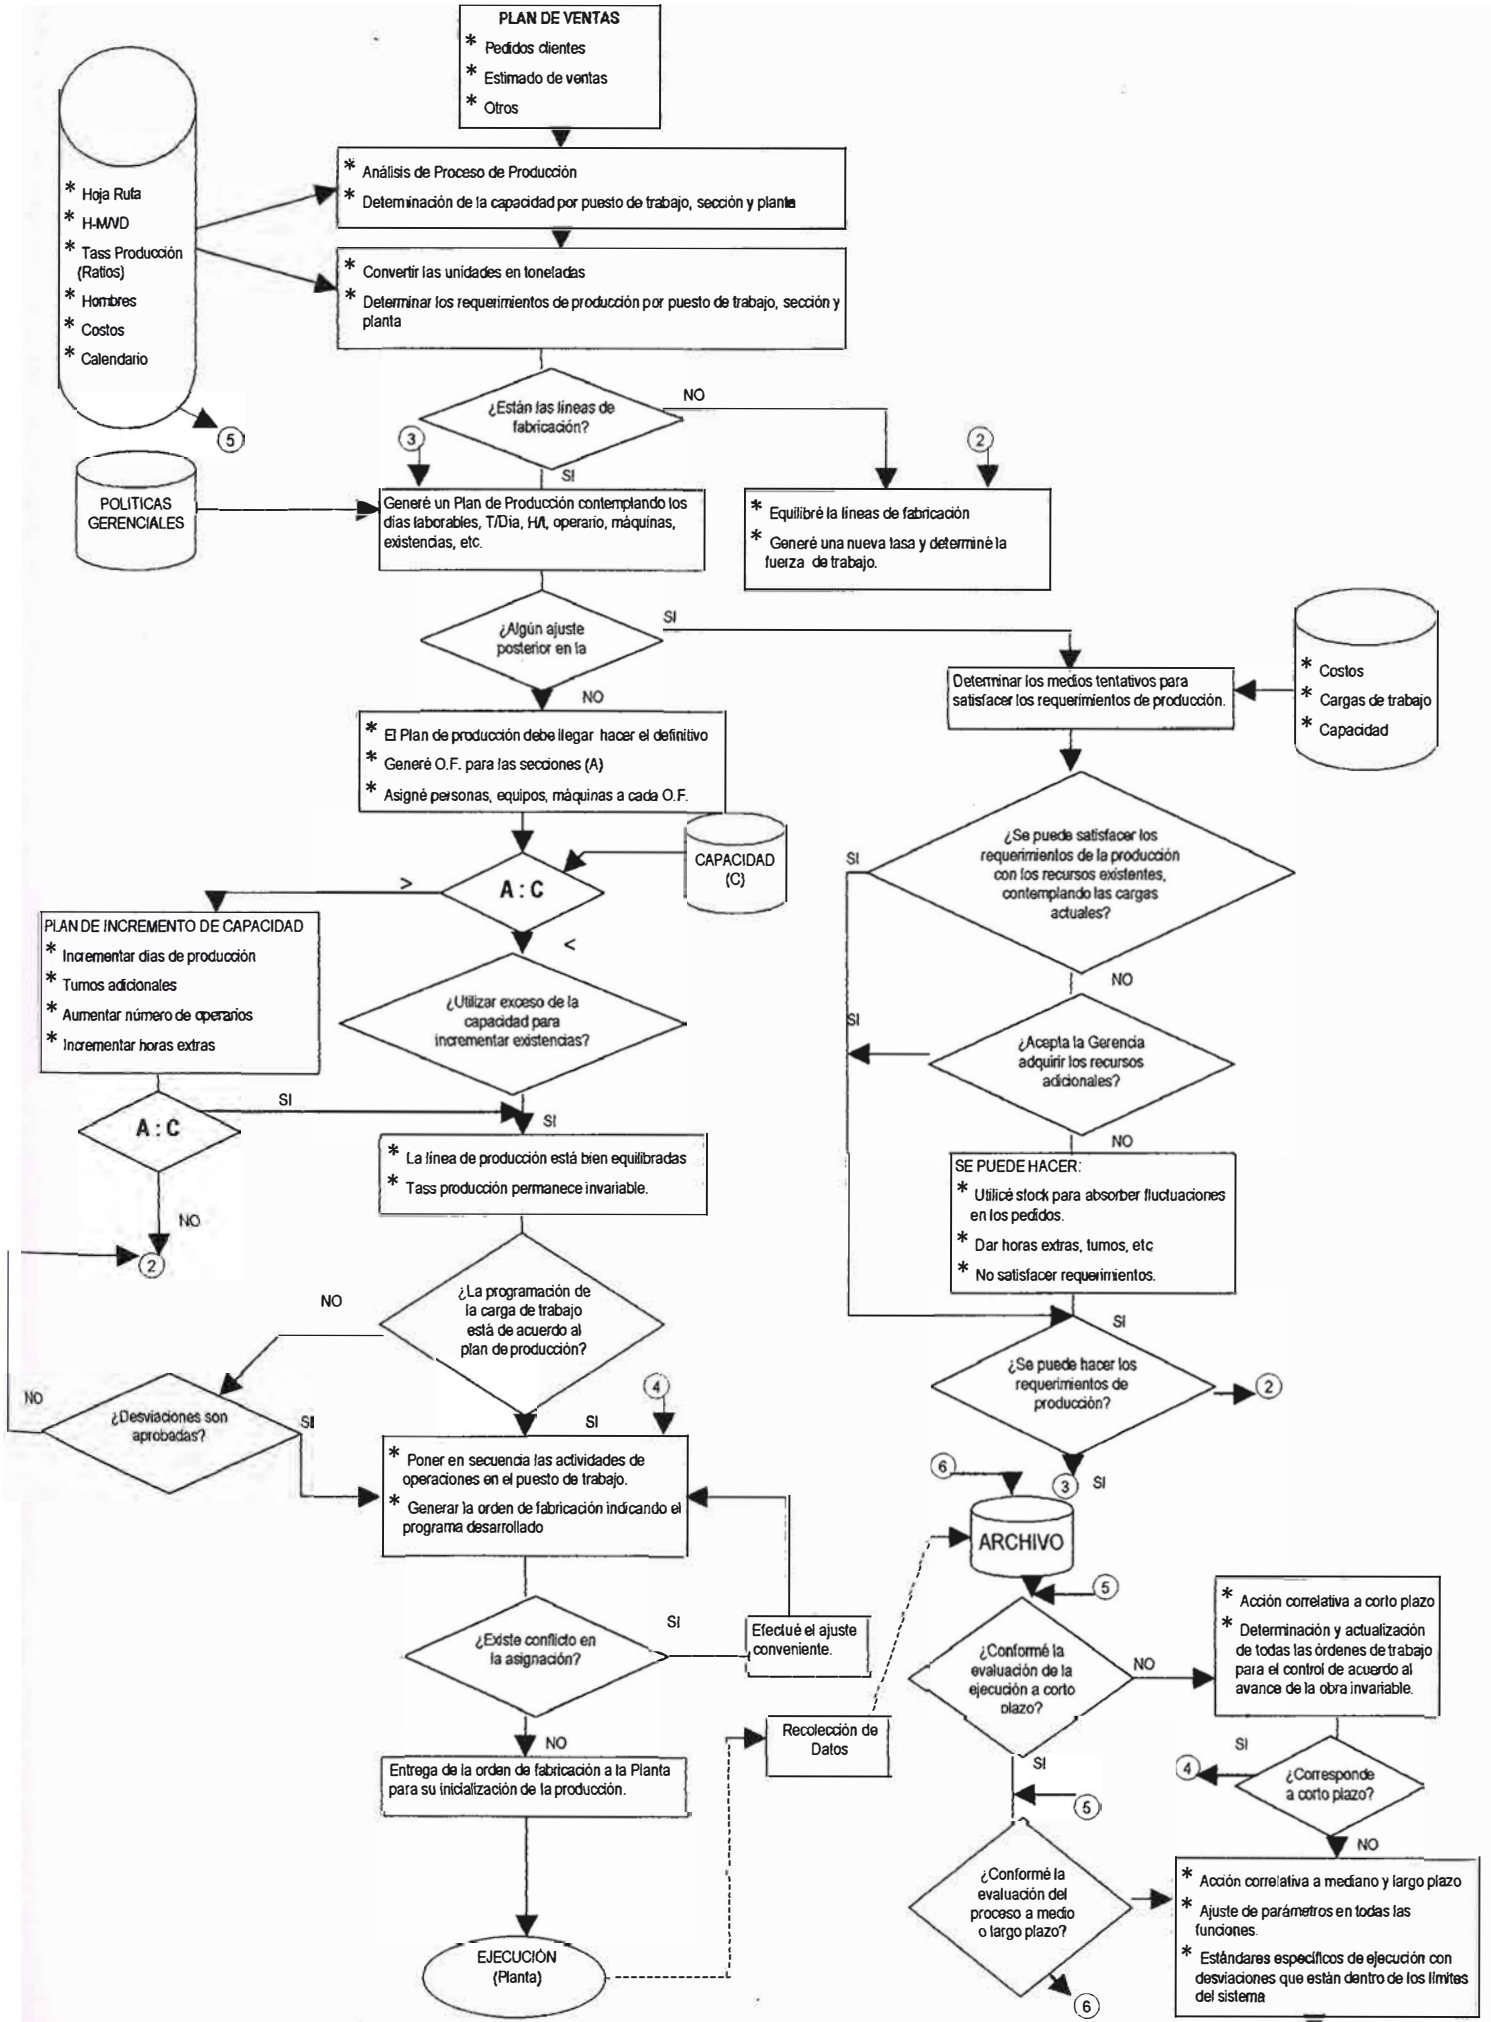 PLAN DE VENTAS
* Pedidos clientes
* Estimado de ventas
* Otros
* Análisis de Proceso de Producción
* Determinación de la capacidad por puesto de trabajo, sección y planta
* Hoja Ruta
* H-M/VD
* Tass Producción
(Ratios)
* Hombres
* Costos
* Calendario
5
* Convertir las unidades en toneladas
* Determinar los requerimientos de producción por puesto de trabajo, sección y
planta
¿Están las líneas de
fabricación?
NO
SI
3
2
POLITICAS
GERENCIALES
Generé un Plan de Producción contemplando los
días laborables, T/Día, H/t, operario, máquinas,
existencias, etc.
* Equilibré la líneas de fabricación
* Generé una nueva tasa y determiné la
fuerza de trabajo.
¿Algún ajuste
posterior en la
SI
NO
Determinar los medios tentativos para
satisfacer los requerimientos de producción.
* Costos
* Cargas de trabajo
* Capacidad
* El Plan de producción debe llegar hacer el definitivo
* Generé O.F. para las secciones (A)
* Asigné personas, equipos, máquinas a cada O.F.
CAPACIDAD
(C)
A : C
>
<
¿Se puede satisfacer los
requerimientos de la producción
con los recursos existentes,
contemplando las cargas
actuales?
SI
NO
PLAN DE INCREMENTO DE CAPACIDAD
* Incrementar días de producción
* Turnos adicionales
* Aumentar número de operarios
* Incrementar horas extras
¿Utilizar exceso de la
capacidad para
incrementar existencias?
¿Acepta la Gerencia
adquirir los recursos
adicionales?
SI
NO
A : C
SI
SI
NO
2
* La línea de producción está bien equilibradas
* Tass producción permanece invariable.
SE PUEDE HACER:
* Utilicé stock para absorber fluctuaciones
en los pedidos.
* Dar horas extras, turnos, etc
* No satisfacer requerimientos.
SI
¿La programación de
la carga de trabajo
está de acuerdo al
plan de producción?
NO
SI
¿Se puede hacer los
requerimientos de
producción?
2
3
SI
¿Desviaciones son
aprobadas?
NO
SI
4
* Poner en secuencia las actividades de
operaciones en el puesto de trabajo.
* Generar la orden de fabricación indicando el
programa desarrollado
6
ARCHIVO
5
¿Existe conflicto en
la asignación?
SI
NO
Efectué el ajuste
conveniente.
¿Conformé la
evaluación de la
ejecución a corto
plazo?
NO
SI
* Acción correlativa a corto plazo
* Determinación y actualización
de todas las órdenes de trabajo
para el control de acuerdo al
avance de la obra invariable.
Recolección de
Datos
Entrega de la orden de fabricación a la Planta
para su inicialización de la producción.
SI
4
¿Corresponde
a corto plazo?
NO
5
¿Conformé la
evaluación del
proceso a medio
o largo plazo?
6
* Acción correlativa a mediano y largo plazo
* Ajuste de parámetros en todas las
funciones.
* Estándares específicos de ejecución con
desviaciones que están dentro de los límites
del sistema
EJECUCIÓN
(Planta)